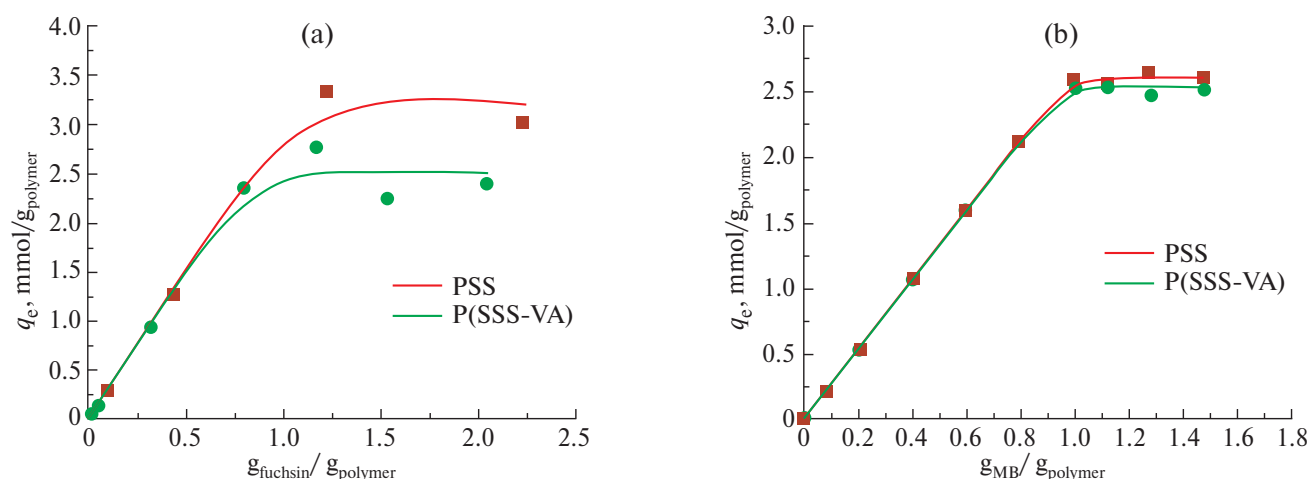 (a)
4.0
3.5
3.0
2.5
2.0
1.5
1.0
0.5
0
qe, mmol/gpolymer
0 0.5 1.0 1.5 2.0 2.5
gfuchsin/ gpolymer
PSS
P(SSS-VA)
(b)
3.0
2.5
2.0
1.5
1.0
0.5
0
qe, mmol/gpolymer
0 0.2 0.4 0.6 0.8 1.0 1.2 1.4 1.6 1.8
gMB/ gpolymer
PSS
P(SSS-VA)